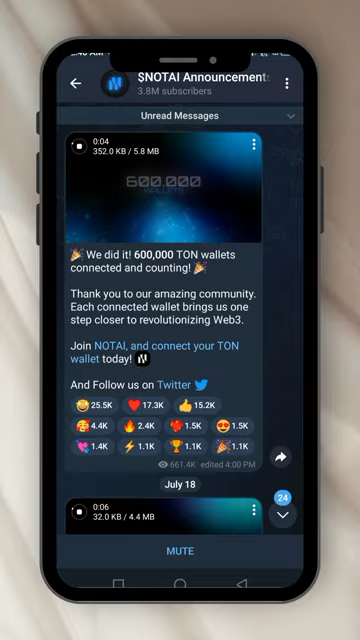 $NOTAI Announcement
3.8M subscribers
Unread Messages
0:04
352.0 KB / 5.8 MB
600.000
WALLETS
🎉 We did it! 600,000 TON wallets
connected and counting! 🎉
Thank you to our amazing community.
Each connected wallet brings us one
step closer to revolutionizing Web3.
Join NOTAI, and connect your TON
wallet today!
And Follow us on Twitter
25.5K 17.3K 15.2K
4.4K 2.4K 1.5K 1.5K
1.4K 1.1K 1.1K 1.1K
661.4K edited 4:00 PM
July 18
24
0:06
32.0 KB / 4.4 MB
MUTE